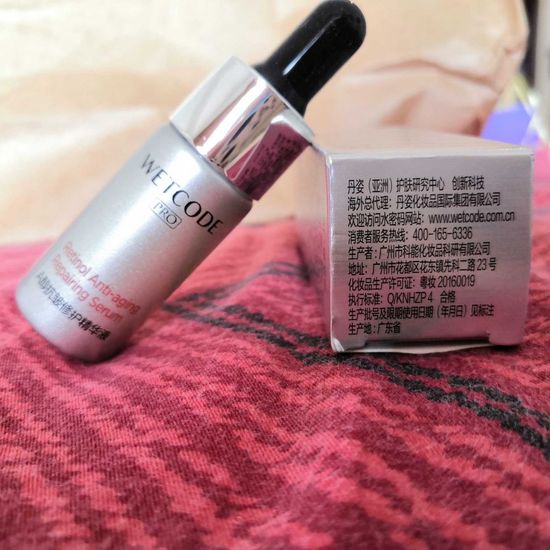 WETCODE
PRO
Retinol Anti-aging
Repairing Serum
A醇抗皱修护精华液
丹姿（亚洲）护肤研究中心 创新科技
海外总代理：丹姿化妆品国际集团有限公司
欢迎访问水密码网站：www.wetcode.com.cn
消费者服务热线：400-165-6336
生产者：广州市科能化妆品科研有限公司
地址：广州市花都区花东镇先科二路 23 号
化妆品生产许可证：粤妆 20160019
执行标准：Q/KNHZP 4 合格
生产批号及限期使用日期（年月日）见标注
生产地：广东省